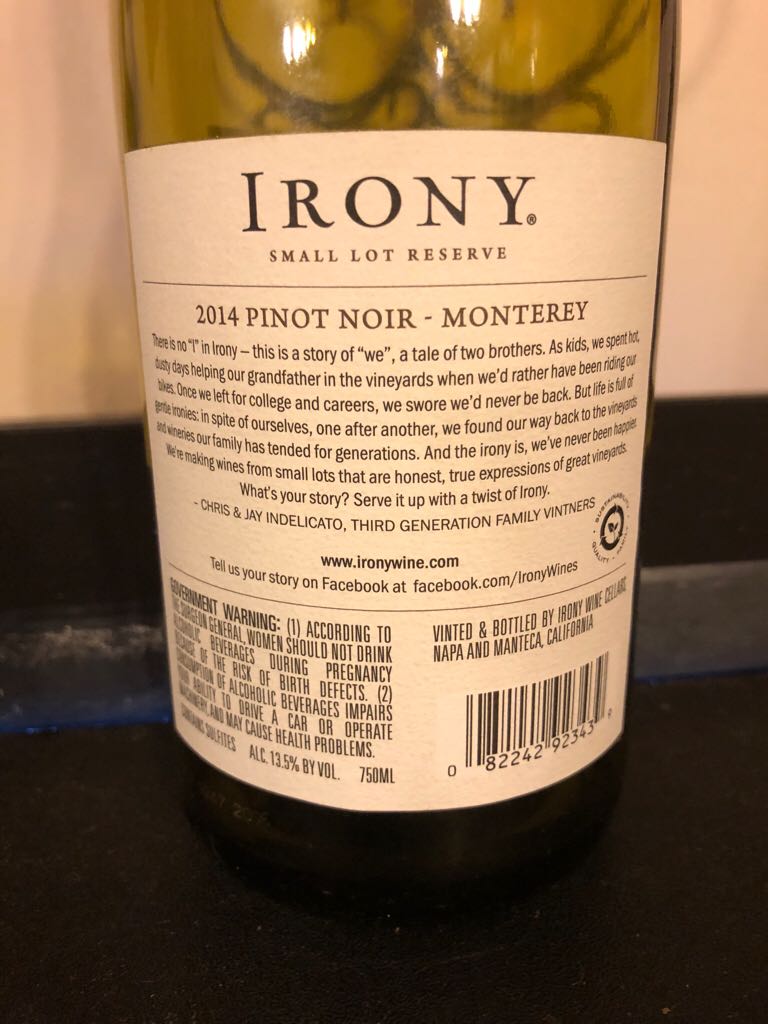 IRONY®
SMALL LOT RESERVE
2014 PINOT NOIR - MONTEREY
There is no "I" in Irony – this is a story of "we", a tale of two brothers. As kids, we spent hot,
dusty days helping our grandfather in the vineyards when we'd rather have been riding our
bikes. Once we left for college and careers, we swore we'd never be back. But life is full of
gentle ironies: in spite of ourselves, one after another, we found our way back to the vineyards
and wineries our family has tended for generations. And the irony is, we've never been happier.
We're making wines from small lots that are honest, true expressions of great vineyards.
What's your story? Serve it up with a twist of Irony.
- CHRIS & JAY INDELICATO, THIRD GENERATION FAMILY VINTNERS
SUSTAINABILITY
QUALITY - FAMILY
www.ironywine.com
Tell us your story on Facebook at facebook.com/IronyWines
GOVERNMENT WARNING: (1) ACCORDING TO
THE SURGEON GENERAL, WOMEN SHOULD NOT DRINK
ALCOHOLIC BEVERAGES DURING PREGNANCY
BECAUSE OF THE RISK OF BIRTH DEFECTS. (2)
CONSUMPTION OF ALCOHOLIC BEVERAGES IMPAIRS
YOUR ABILITY TO DRIVE A CAR OR OPERATE
MACHINERY, AND MAY CAUSE HEALTH PROBLEMS.
CONTAINS SULFITES ALC. 13.5% BY VOL. 750ML
VINTED & BOTTLED BY IRONY WINE CELLARS,
NAPA AND MANTECA, CALIFORNIA
0 82242 92343 9